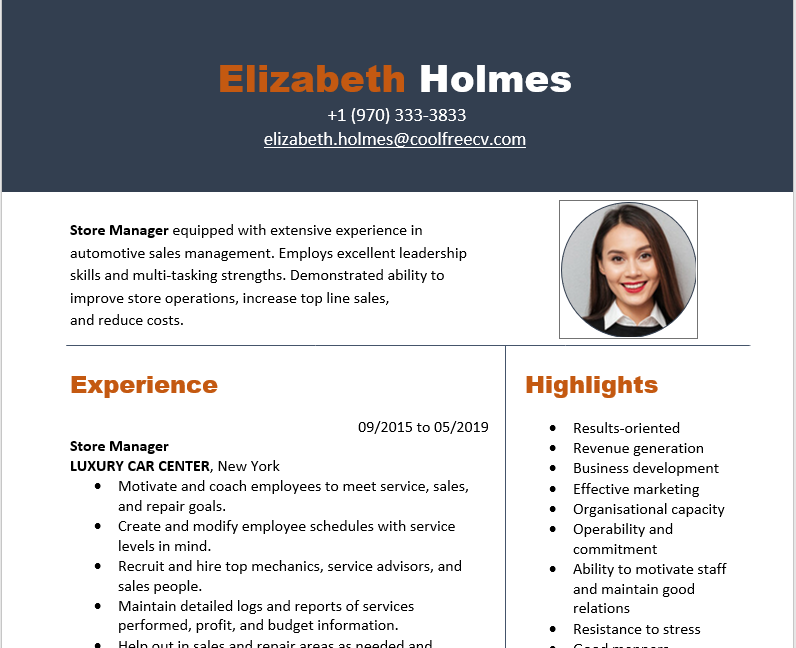 Elizabeth Holmes
+1 (970) 333-3833
elizabeth.holmes@coolfreecv.com
Store Manager equipped with extensive experience in
automotive sales management. Employs excellent leadership
skills and multi-tasking strengths. Demonstrated ability to
improve store operations, increase top line sales,
and reduce costs.
Experience
09/2015 to 05/2019
Store Manager
LUXURY CAR CENTER, New York
• Motivate and coach employees to meet service, sales,
and repair goals.
• Create and modify employee schedules with service
levels in mind.
• Recruit and hire top mechanics, service advisors, and
sales people.
• Maintain detailed logs and reports of services
performed, profit, and budget information.
• Help out in sales and repair areas as needed and
Highlights
• Results-oriented
• Revenue generation
• Business development
• Effective marketing
• Organisational capacity
• Operability and
commitment
• Ability to motivate staff
and maintain good
relations
• Resistance to stress
• Good manners